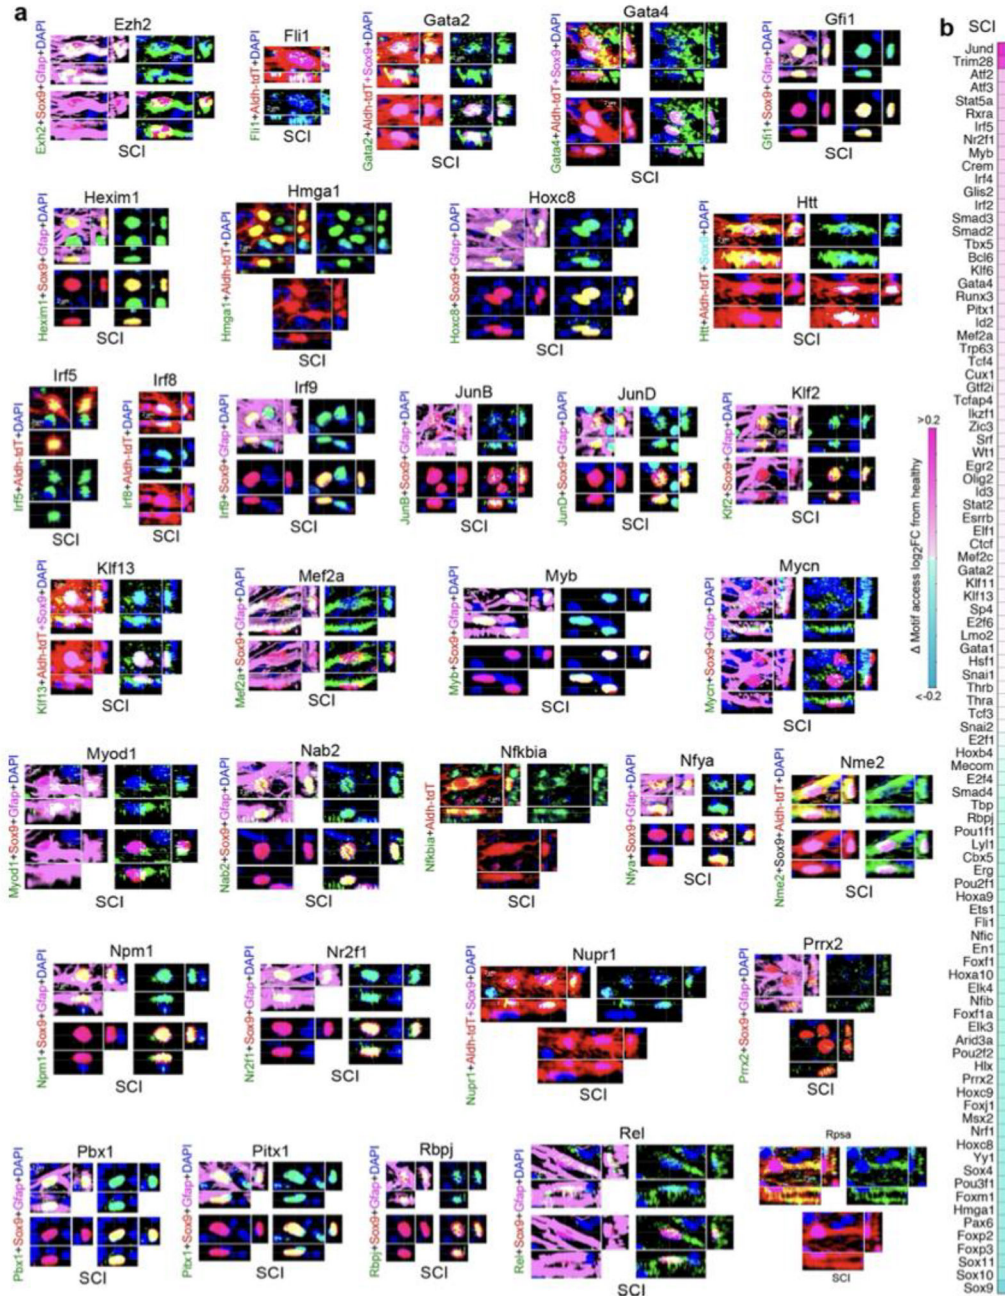 a
Ezh2
Ezh2+Sox9+Gfap+DAPI
SCI
Fli1
Fli1+Aldh-tdT+DAPI
SCI
Gata2
Gata2+Aldh-tdT+Sox9+DAPI
SCI
Gata4
Gata4+Aldh-tdT+Sox9+DAPI
SCI
Gfi1
Gfi1+Sox9+Gfap+DAPI
SCI
Hexim1
Hexim1+Sox9+Gfap+DAPI
SCI
Hmga1
Hmga1+Aldh-tdT+DAPI
SCI
Hoxc8
Hoxc8+Sox9+Gfap+DAPI
SCI
Htt
Htt+Aldh-tdT+Sox9+DAPI
SCI
Irf5
Irf5+Aldh-tdT+DAPI
SCI
Irf8
Irf8+Aldh-tdT+DAPI
SCI
Irf9
Irf9+Sox9+Gfap+DAPI
SCI
JunB
JunB+Sox9+Gfap+DAPI
SCI
JunD
JunD+Sox9+Gfap+DAPI
SCI
Klf2
Klf2+Sox9+Gfap+DAPI
SCI
Klf13
Klf13+Aldh-tdT+Sox9+DAPI
SCI
Mef2a
Mef2a+Sox9+Gfap+DAPI
SCI
Myb
Myb+Sox9+Gfap+DAPI
SCI
Mycn
Mycn+Sox9+Gfap+DAPI
SCI
Myod1
Myod1+Sox9+Gfap+DAPI
SCI
Nab2
Nab2+Sox9+Gfap+DAPI
SCI
Nfkbia
Nfkbia+Aldh-tdT
SCI
Nfya
Nfya+Sox9+Gfap+DAPI
SCI
Nme2
Nme2+Sox9+Aldh-tdT+DAPI
SCI
Npm1
Npm1+Sox9+Gfap+DAPI
SCI
Nr2f1
Nr2f1+Sox9+Gfap+DAPI
SCI
Nupr1
Nupr1+Aldh-tdT+Sox9+DAPI
SCI
Prrx2
Prrx2+Sox9+Gfap+DAPI
SCI
Pbx1
Pbx1+Sox9+Gfap+DAPI
SCI
Pitx1
Pitx1+Sox9+Gfap+DAPI
SCI
Rbpj
Rbpj+Sox9+Gfap+DAPI
SCI
Rel
Rel+Sox9+Gfap+DAPI
SCI
Rpsa
SCI
b
SCI
Jund
Trim28
Atf2
Atf3
Stat5a
Rxra
Irf5
Nr2f1
Myb
Crem
Irf4
Glis2
Irf2
Smad3
Smad2
Tbx5
Bcl6
Klf6
Gata4
Runx3
Pitx1
Id2
Mef2a
Trp63
Tcf4
Cux1
Gtf2i
Tcfap4
Ikzf1
Zic3
Srf
Wt1
Egr2
Olig2
Id3
Stat2
Esrrb
Elf1
Ctcf
Mef2c
Gata2
Klf11
Klf13
Sp4
E2f6
Lmo2
Gata1
Hsf1
Snai1
Thrb
Thra
Tcf3
Snai2
E2f1
Hoxb4
Mecom
E2f4
Smad4
Tbp
Rbpj
Pou1f1
Lyl1
Cbx5
Erg
Pou2f1
Hoxa9
Ets1
Fli1
Nfic
En1
Foxf1
Hoxa10
Elk4
Nfib
Foxf1a
Elk3
Arid3a
Pou2f2
Hlx
Prrx2
Hoxc9
Foxj1
Msx2
Nrf1
Hoxc8
Yy1
Sox4
Pou3f1
Foxm1
Hmga1
Pax6
Foxp2
Foxp3
Sox11
Sox10
Sox9
>0.2
Δ Motif access log₂FC from healthy
<-0.2